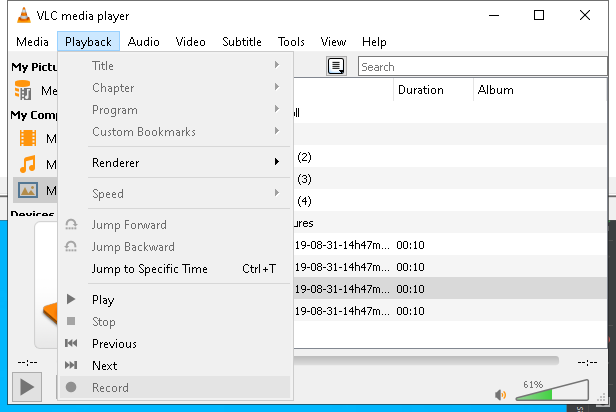 VLC media player
Media Playback Audio Video Subtitle Tools View Help
My Pictu
Title
Search
Me
Chapter
Duration Album
Program
ll
My Comp
Custom Bookmarks
M
Renderer
(2)
M
(3)
M
Speed
(4)
Devices
Jump Forward
ures
Jump Backward
19-08-31-14h47m... 00:10
Jump to Specific Time Ctrl+T
19-08-31-14h47m... 00:10
Play
19-08-31-14h47m... 00:10
Stop
19-08-31-14h47m... 00:10
Previous
Next
--:--
--:--
Record
61%